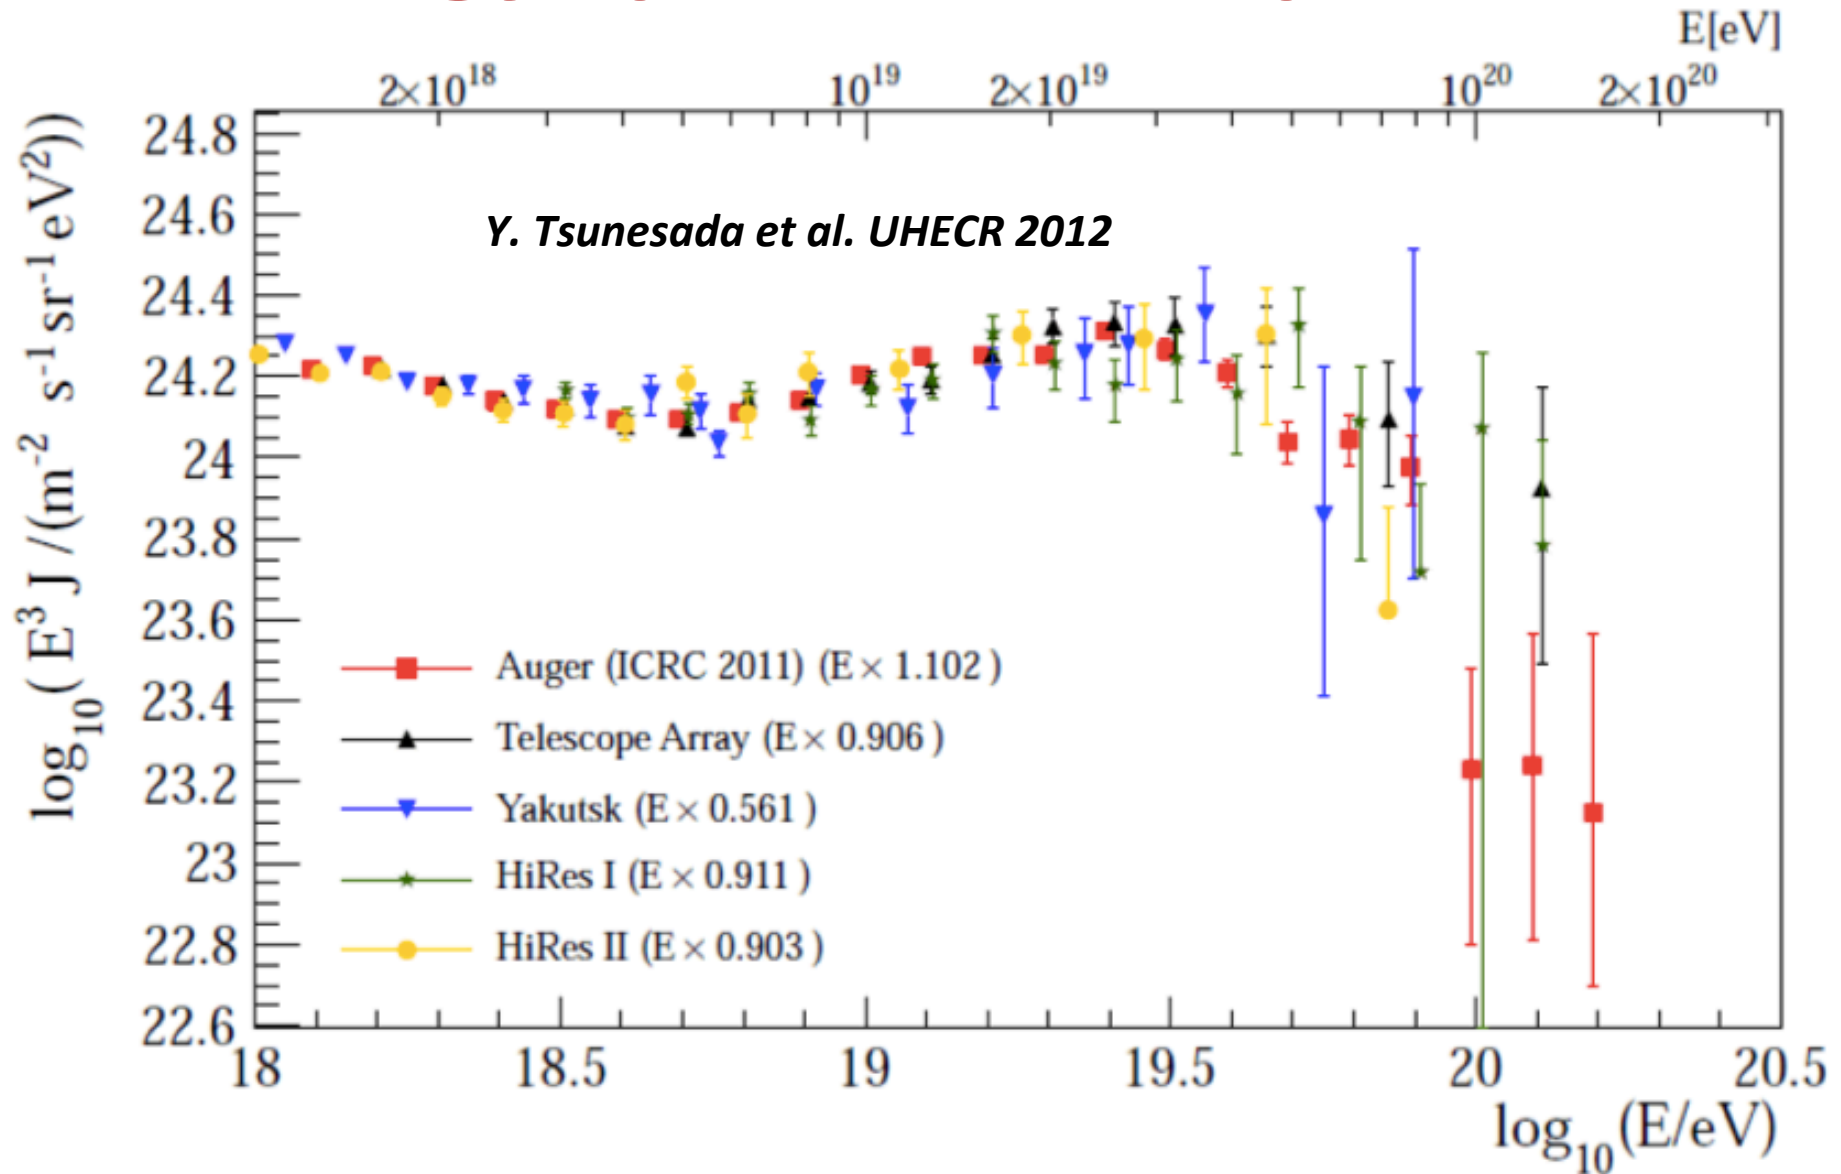 E[eV]
2×10^18 10^19 2×10^19 10^20 2×10^20
24.8
24.6
24.4
24.2
24
23.8
23.6
23.4
23.2
23
22.8
22.6
log10( E^3 J /(m^-2 s^-1 sr^-1 eV^2))
Y. Tsunesada et al. UHECR 2012
Auger (ICRC 2011) (E × 1.102 )
Telescope Array (E × 0.906 )
Yakutsk (E × 0.561 )
HiRes I (E × 0.911 )
HiRes II (E × 0.903 )
18 18.5 19 19.5 20 20.5
log10(E/eV)